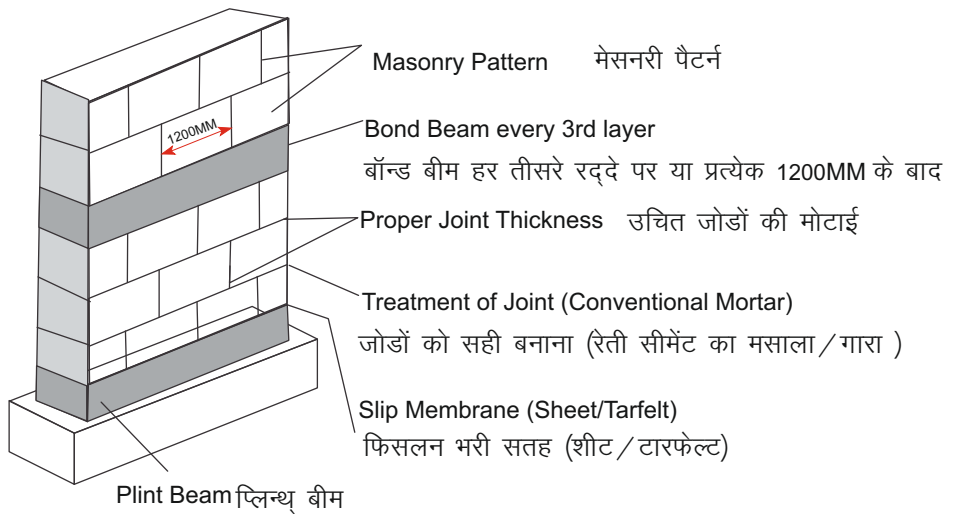 Masonry Pattern मेसनरी पैटर्न
1200MM
Bond Beam every 3rd layer
बॉन्ड बीम हर तीसरे रद्दे पर या प्रत्येक 1200MM के बाद
Proper Joint Thickness उचित जोडों की मोटाई
Treatment of Joint (Conventional Mortar)
जोडों को सही बनाना (रेती सीमेंट का मसाला/गारा )
Slip Membrane (Sheet/Tarfelt)
फिसलन भरी सतह (शीट/टारफेल्ट)
Plint Beam प्लिन्थ् बीम